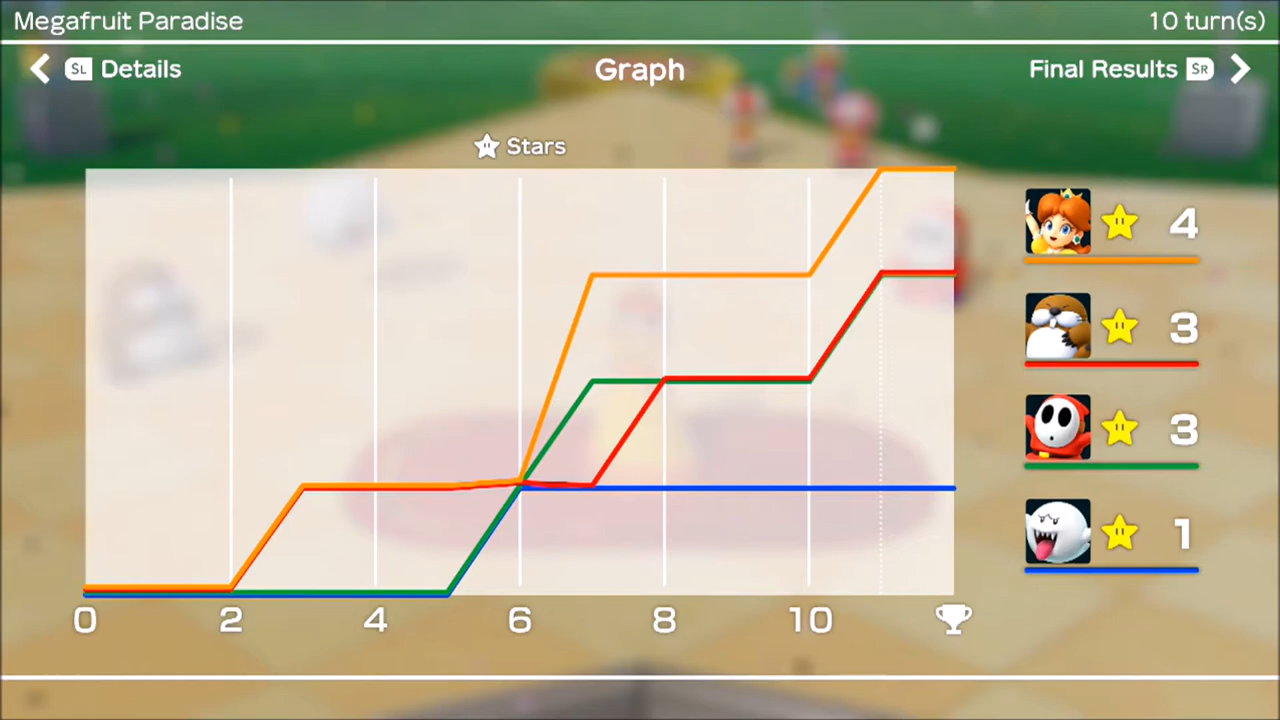 Megafruit Paradise 10 turn(s)
SL Details Graph Final Results SR
Stars
4
3
3
1
0 2 4 6 8 10